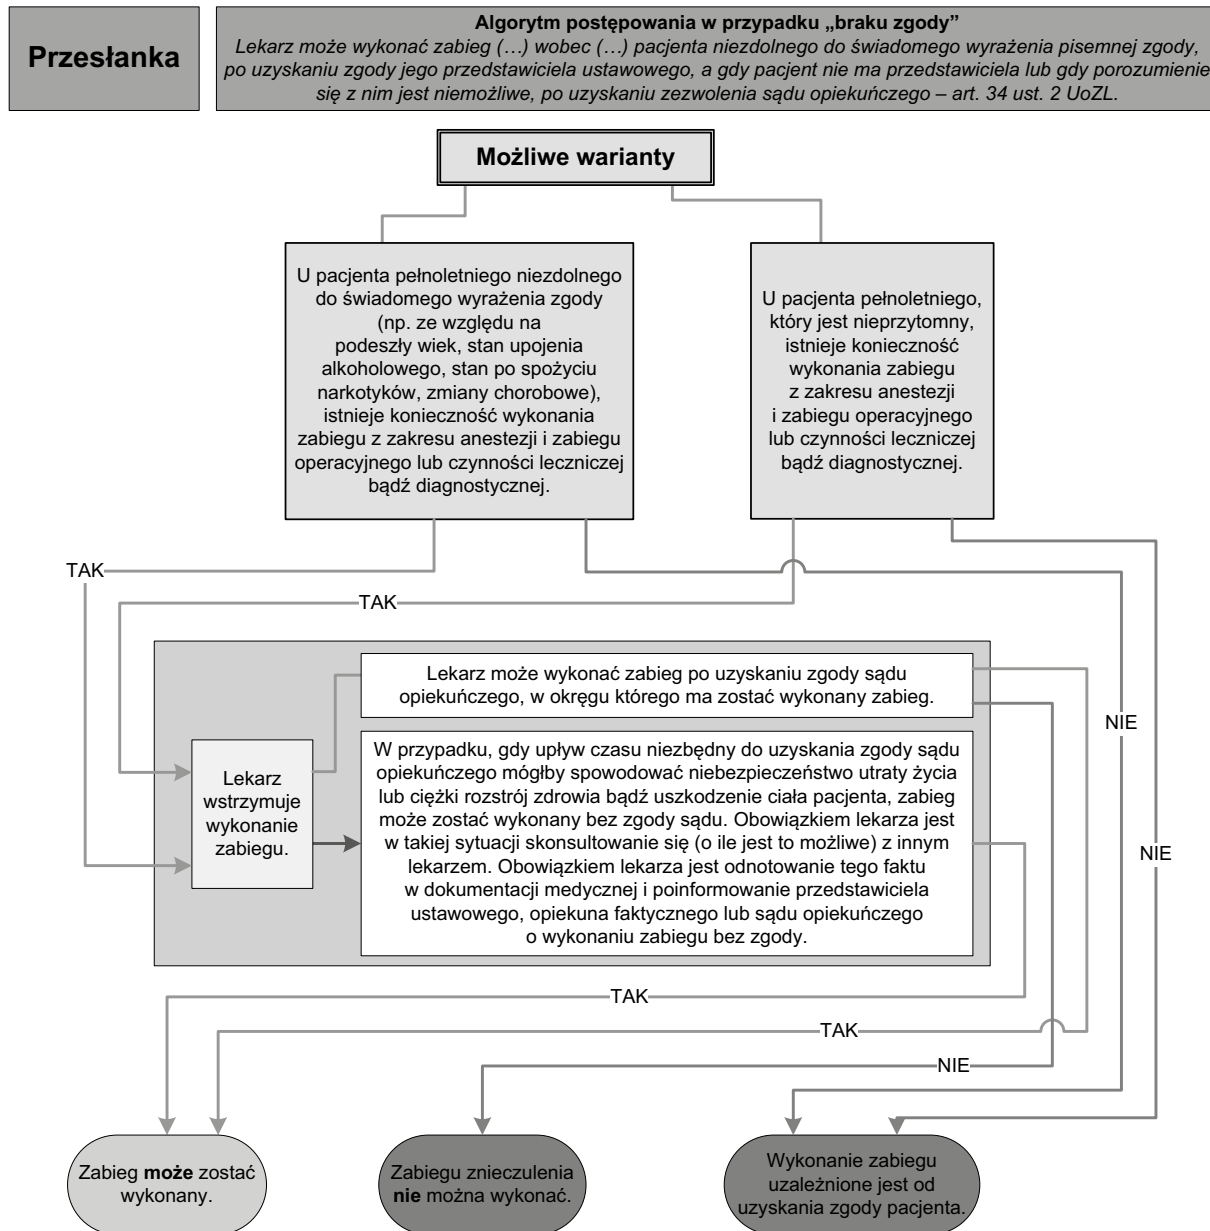 Przesłanka
Algorytm postępowania w przypadku „braku zgody”
Lekarz może wykonać zabieg (…) wobec (…) pacjenta niezdolnego do świadomego wyrażenia pisemnej zgody,
po uzyskaniu zgody jego przedstawiciela ustawowego, a gdy pacjent nie ma przedstawiciela lub gdy porozumienie
się z nim jest niemożliwe, po uzyskaniu zezwolenia sądu opiekuńczego – art. 34 ust. 2 UoZL.
Możliwe warianty
U pacjenta pełnoletniego niezdolnego
do świadomego wyrażenia zgody
(np. ze względu na
podeszły wiek, stan upojenia
alkoholowego, stan po spożyciu
narkotyków, zmiany chorobowe),
istnieje konieczność wykonania
zabiegu z zakresu anestezji i zabiegu
operacyjnego lub czynności leczniczej
bądź diagnostycznej.
U pacjenta pełnoletniego,
który jest nieprzytomny,
istnieje konieczność
wykonania zabiegu
z zakresu anestezji
i zabiegu operacyjnego
lub czynności leczniczej
bądź diagnostycznej.
TAK
TAK
Lekarz może wykonać zabieg po uzyskaniu zgody sądu
opiekuńczego, w okręgu którego ma zostać wykonany zabieg.
NIE
Lekarz
wstrzymuje
wykonanie
zabiegu.
W przypadku, gdy upływ czasu niezbędny do uzyskania zgody sądu
opiekuńczego mógłby spowodować niebezpieczeństwo utraty życia
lub ciężki rozstrój zdrowia bądź uszkodzenie ciała pacjenta, zabieg
może zostać wykonany bez zgody sądu. Obowiązkiem lekarza jest
w takiej sytuacji skonsultowanie się (o ile jest to możliwe) z innym
lekarzem. Obowiązkiem lekarza jest odnotowanie tego faktu
w dokumentacji medycznej i poinformowanie przedstawiciela
ustawowego, opiekuna faktycznego lub sądu opiekuńczego
o wykonaniu zabiegu bez zgody.
NIE
TAK
TAK
NIE
Zabieg może zostać
wykonany.
Zabiegu znieczulenia
nie można wykonać.
Wykonanie zabiegu
uzależnione jest od
uzyskania zgody pacjenta.